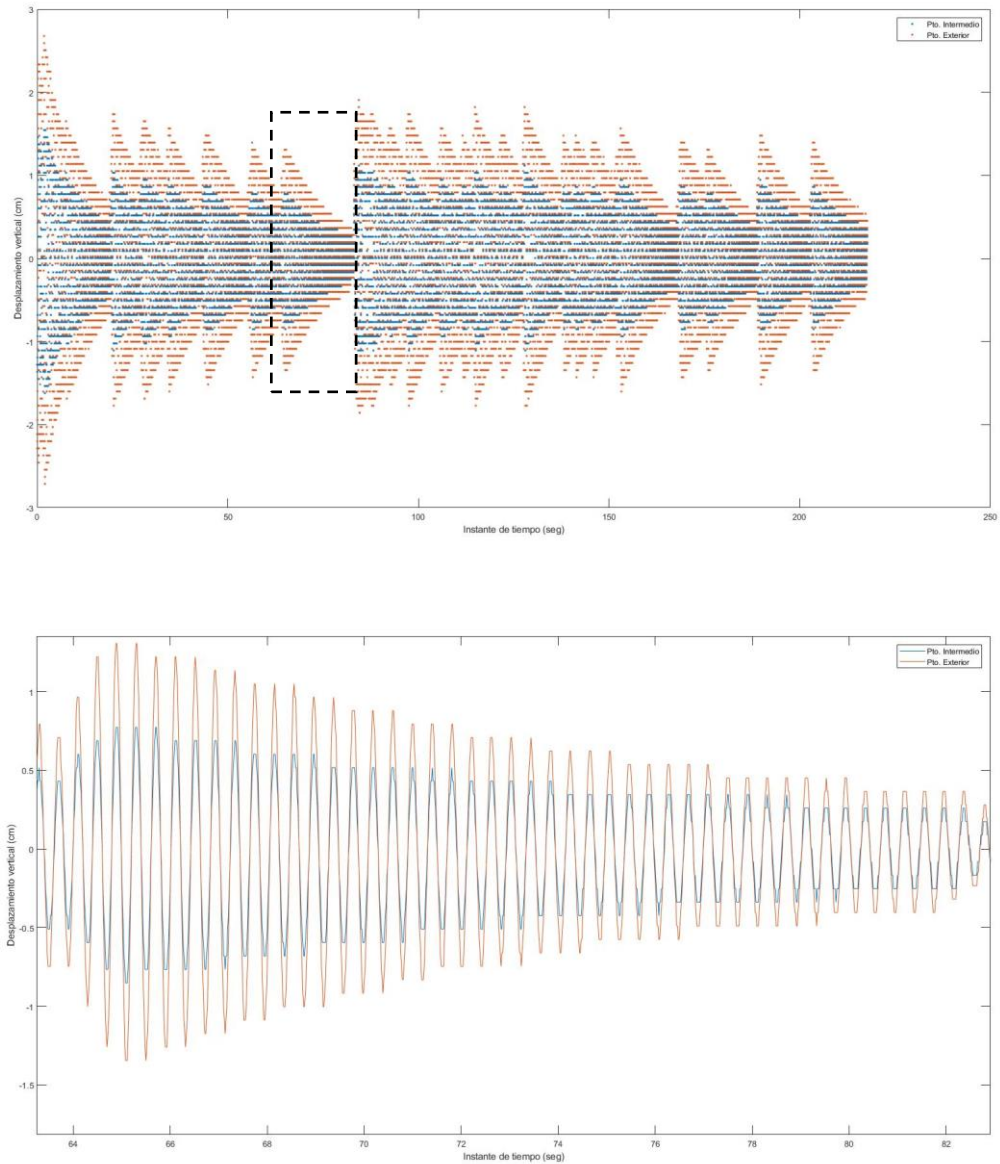 3
Pto. Intermedio
Pto. Exterior
2
1
0
-1
-2
-3
Desplazamiento vertical (cm)
0 50 100 150 200 250
Instante de tiempo (seg)
Pto. Intermedio
Pto. Exterior
1
0.5
0
-0.5
-1
-1.5
Desplazamiento vertical (cm)
64 66 68 70 72 74 76 78 80 82
Instante de tiempo (seg)